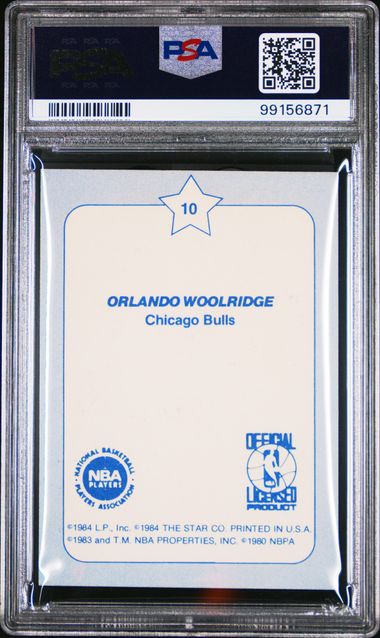 PSA
99156871
10
ORLANDO WOOLRIDGE
Chicago Bulls
NATIONAL BASKETBALL
NBA
PLAYERS
PLAYERS ASSOCIATION
OFFICIAL
LICENSED
PRODUCT
©1984 L.P., Inc. ©1984 THE STAR CO. PRINTED IN U.S.A.
©1983 and T.M. NBA PROPERTIES, INC. ©1980 NBPA